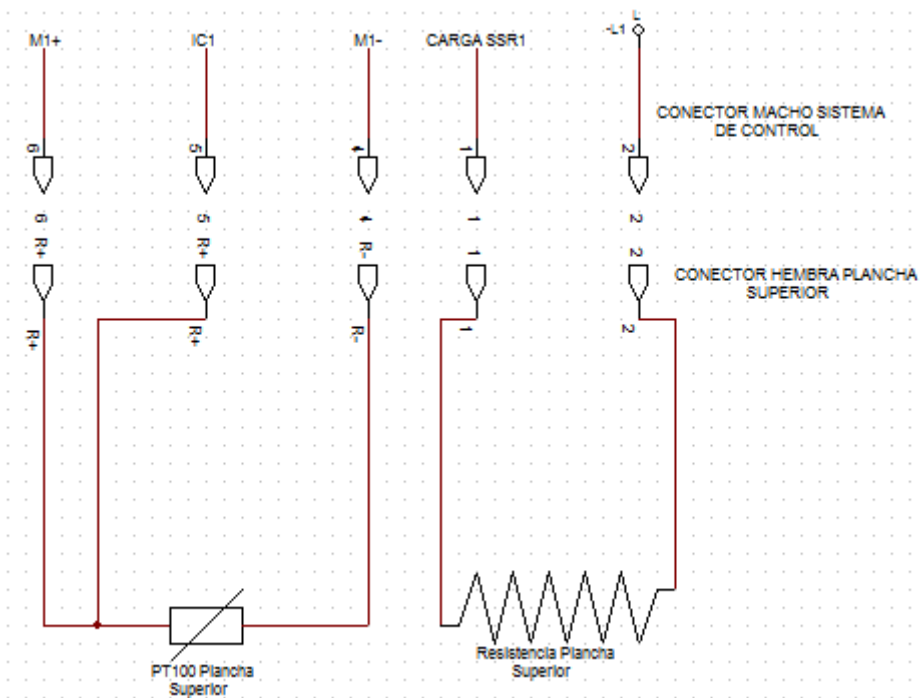 M1+
IC1
M1-
CARGA SSR1
L
-L1
CONECTOR MACHO SISTEMA
DE CONTROL
6
5
4
1
2
6
5
4
1
2
R+
R+
R-
1
2
CONECTOR HEMBRA PLANCHA
SUPERIOR
R+
R+
R-
1
2
PT100 Plancha
Superior
Resistencia Plancha
Superior